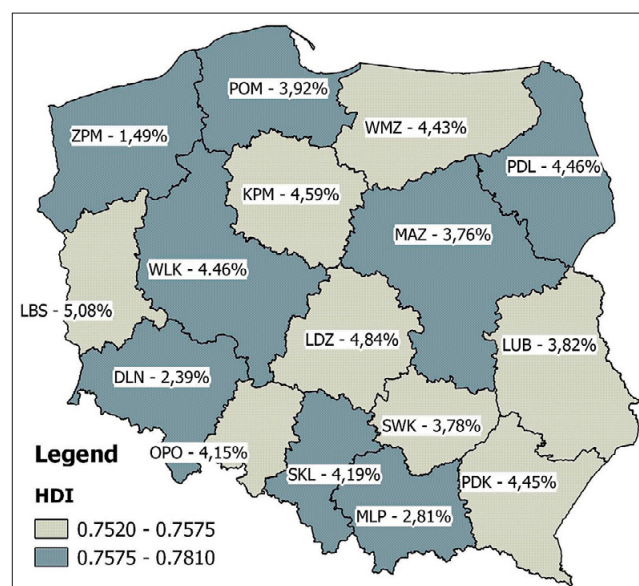 POM - 3,92%
WMZ - 4,43%
ZPM - 1,49%
PDL - 4,46%
KPM - 4,59%
MAZ - 3,76%
WLK - 4.46%
LBS - 5,08%
LDZ - 4,84%
LUB - 3,82%
DLN - 2,39%
SWK - 3,78%
OPO - 4,15%
SKL - 4,19%
PDK - 4,45%
MLP - 2,81%
Legend
HDI
0.7520 - 0.7575
0.7575 - 0.7810